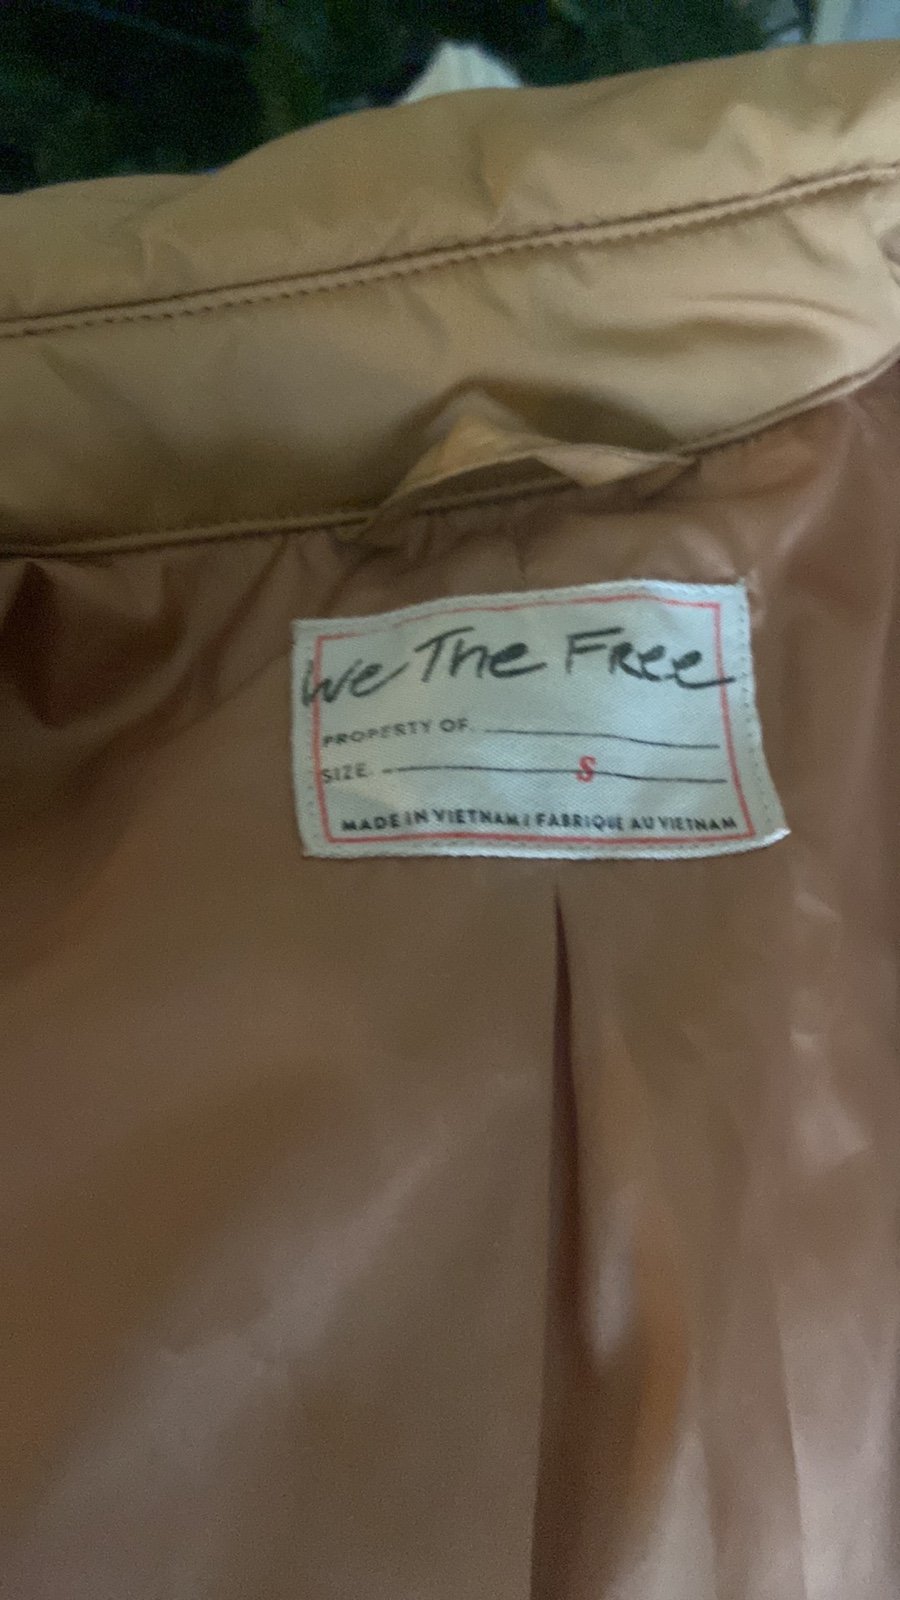 We The Free
PROPERTY OF
SIZE. S
MADE IN VIETNAM / FABRIQUE AU VIETNAM